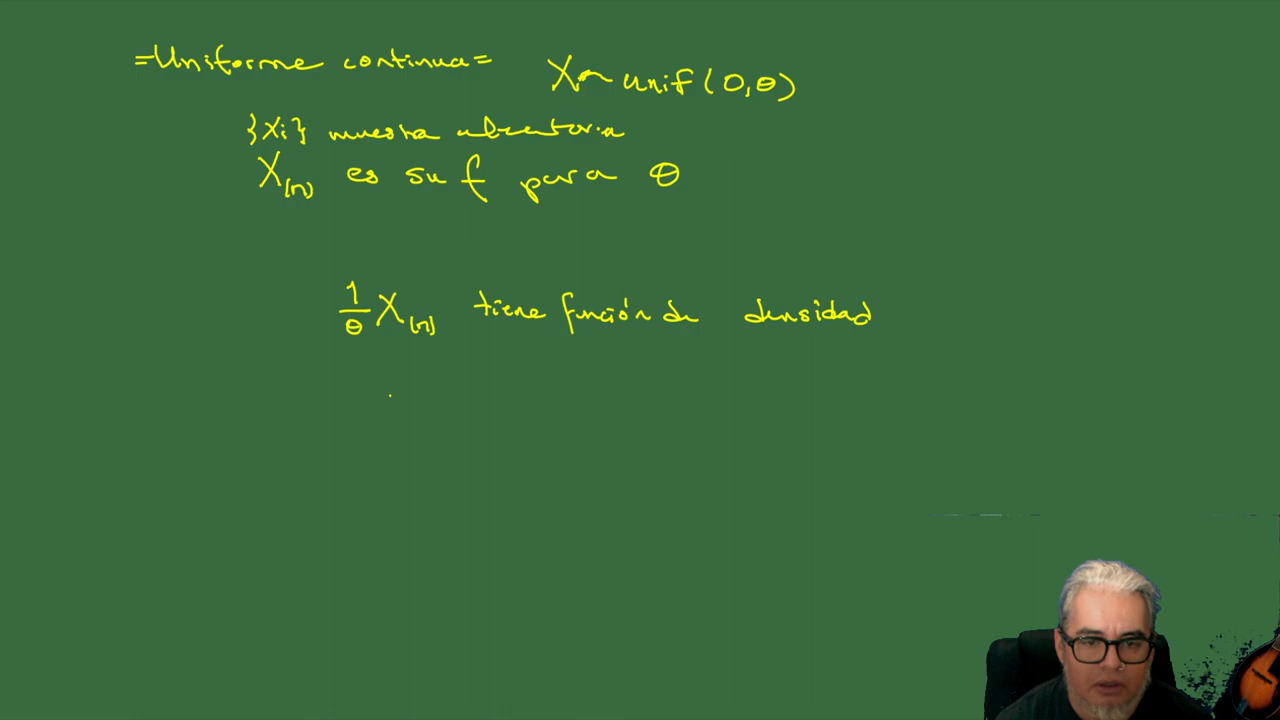 =Uniforme continua= X~unif(0,θ)
{Xi} muestra aleatoria
X(n) es suf para θ
1/θ X(n) tiene función de densidad